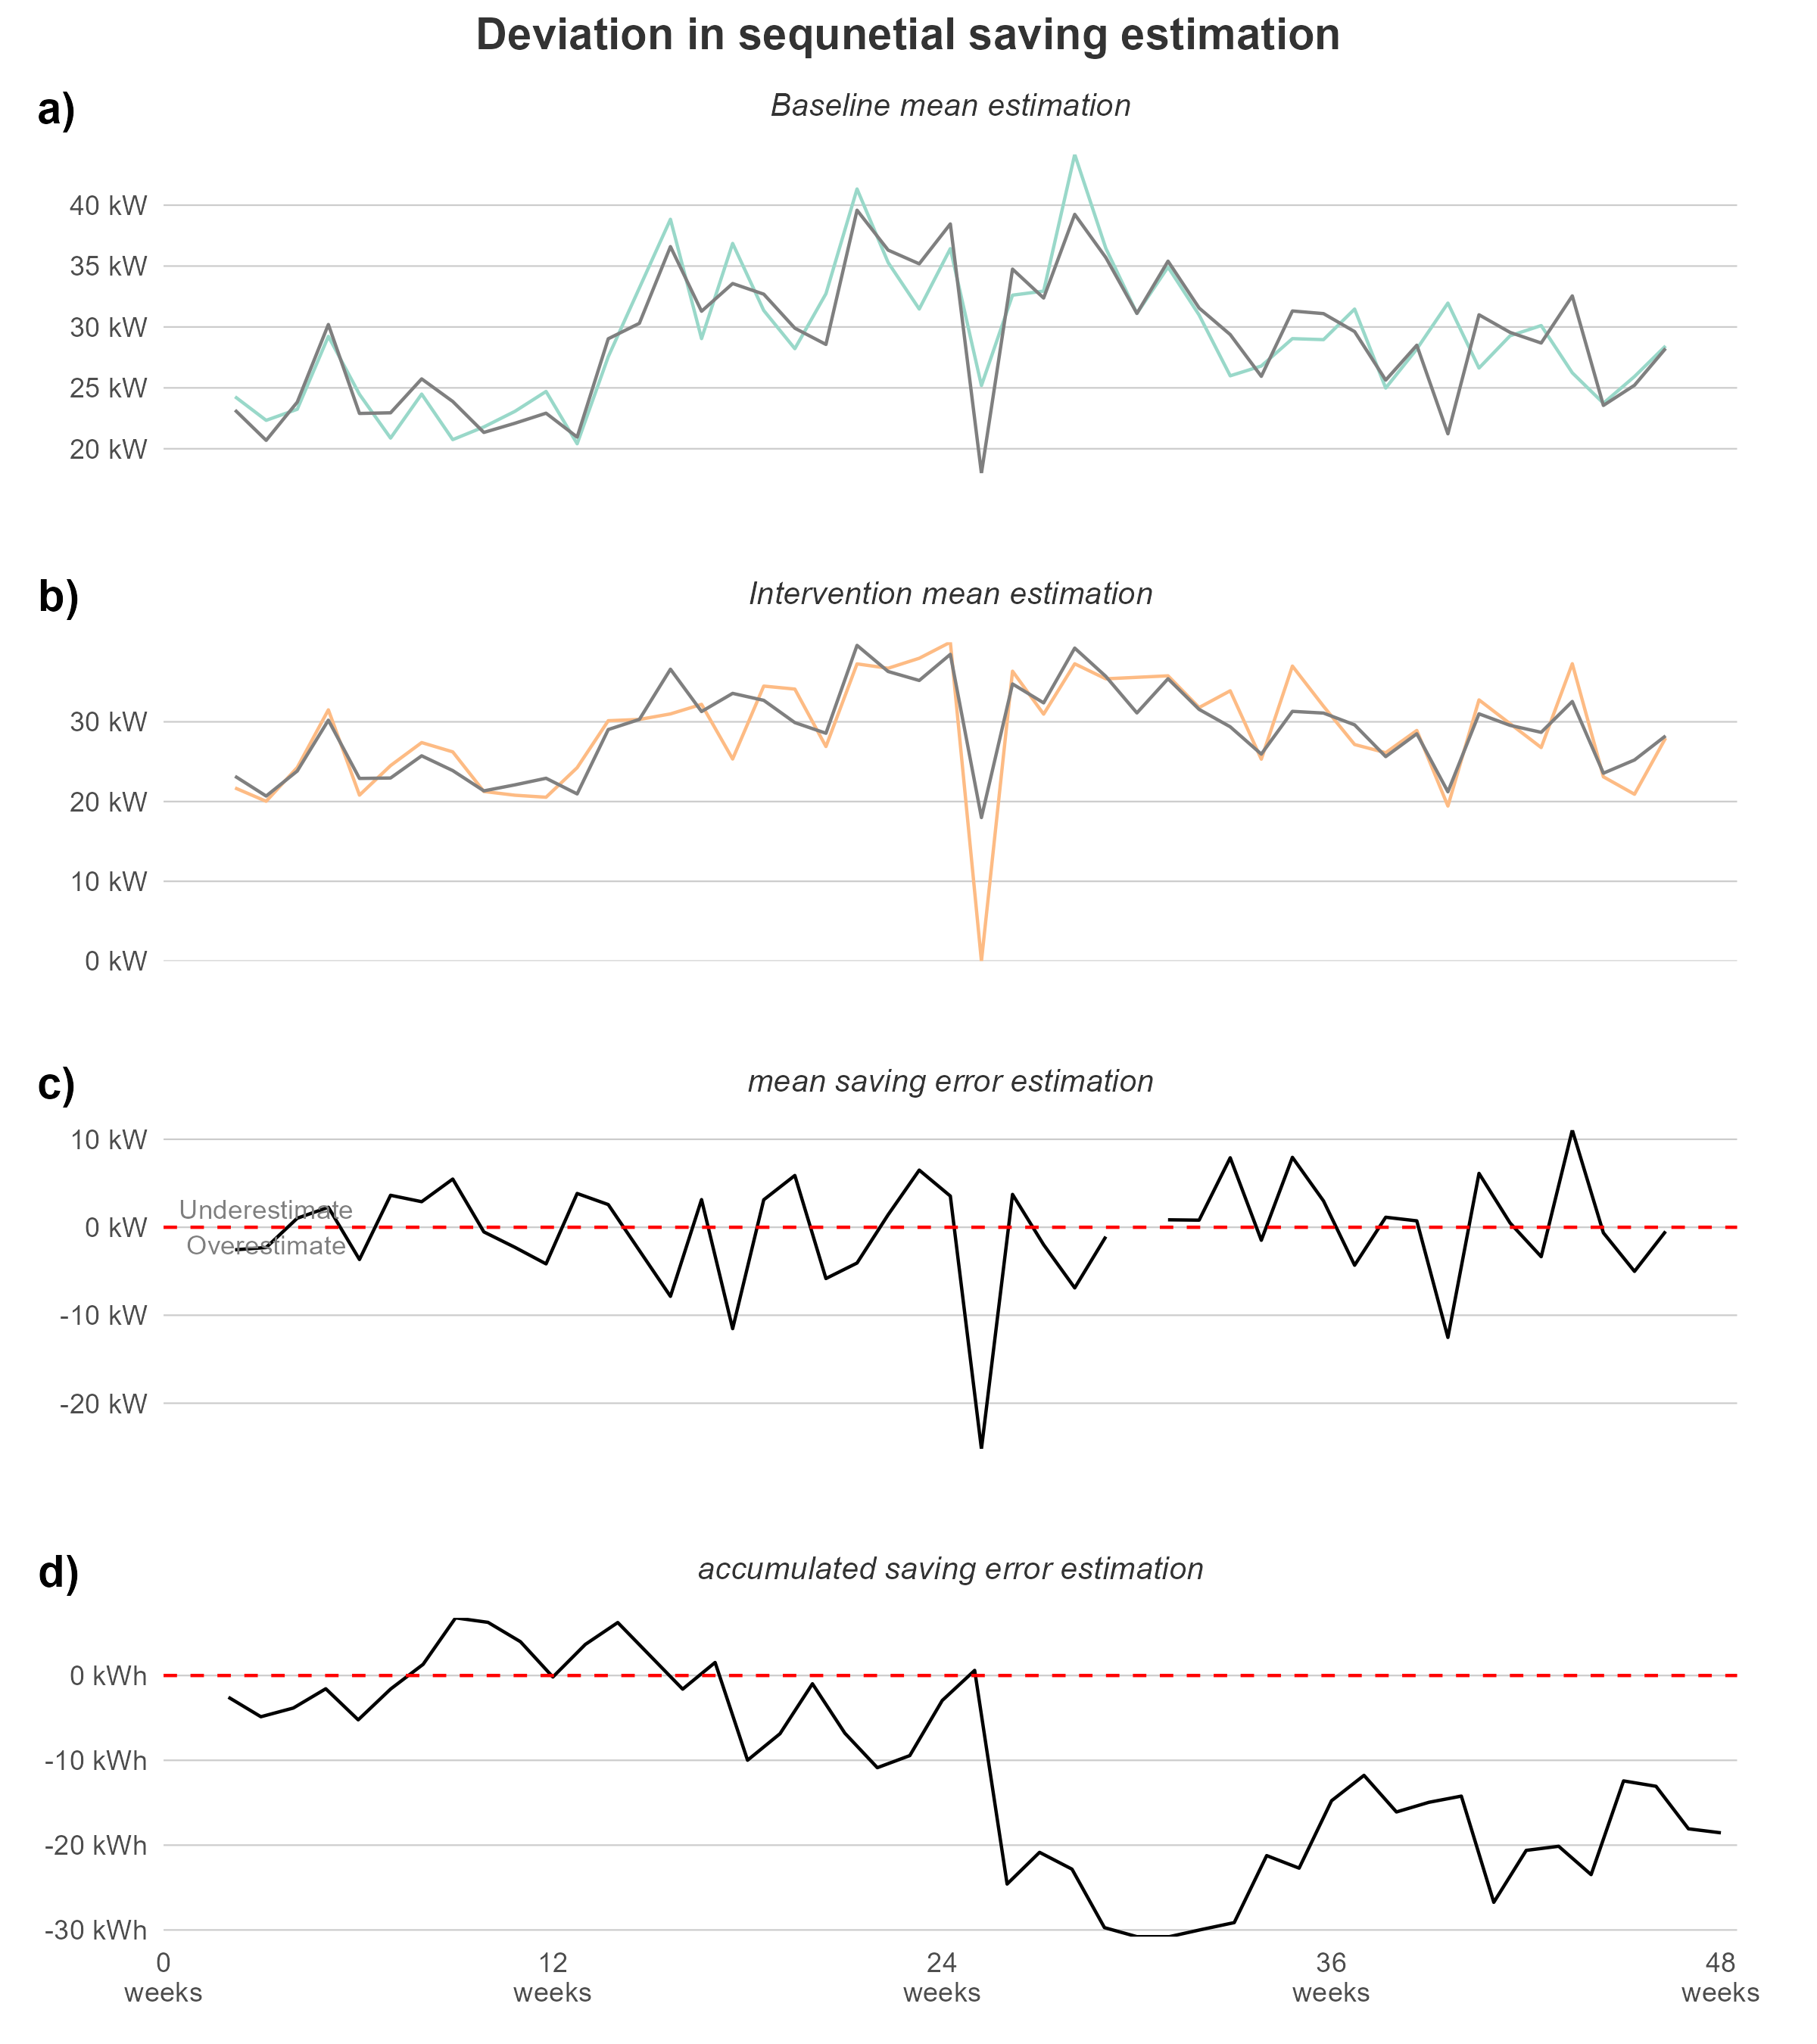 Deviation in sequnetial saving estimation
a)
Baseline mean estimation
40 kW
35 kW
30 kW
25 kW
20 kW
b)
Intervention mean estimation
30 kW
20 kW
10 kW
0 kW
c)
mean saving error estimation
10 kW
Underestimate
0 kW
Overestimate
-10 kW
-20 kW
d)
accumulated saving error estimation
0 kWh
-10 kWh
-20 kWh
-30 kWh
0 12 24 36 48
weeks weeks weeks weeks weeks